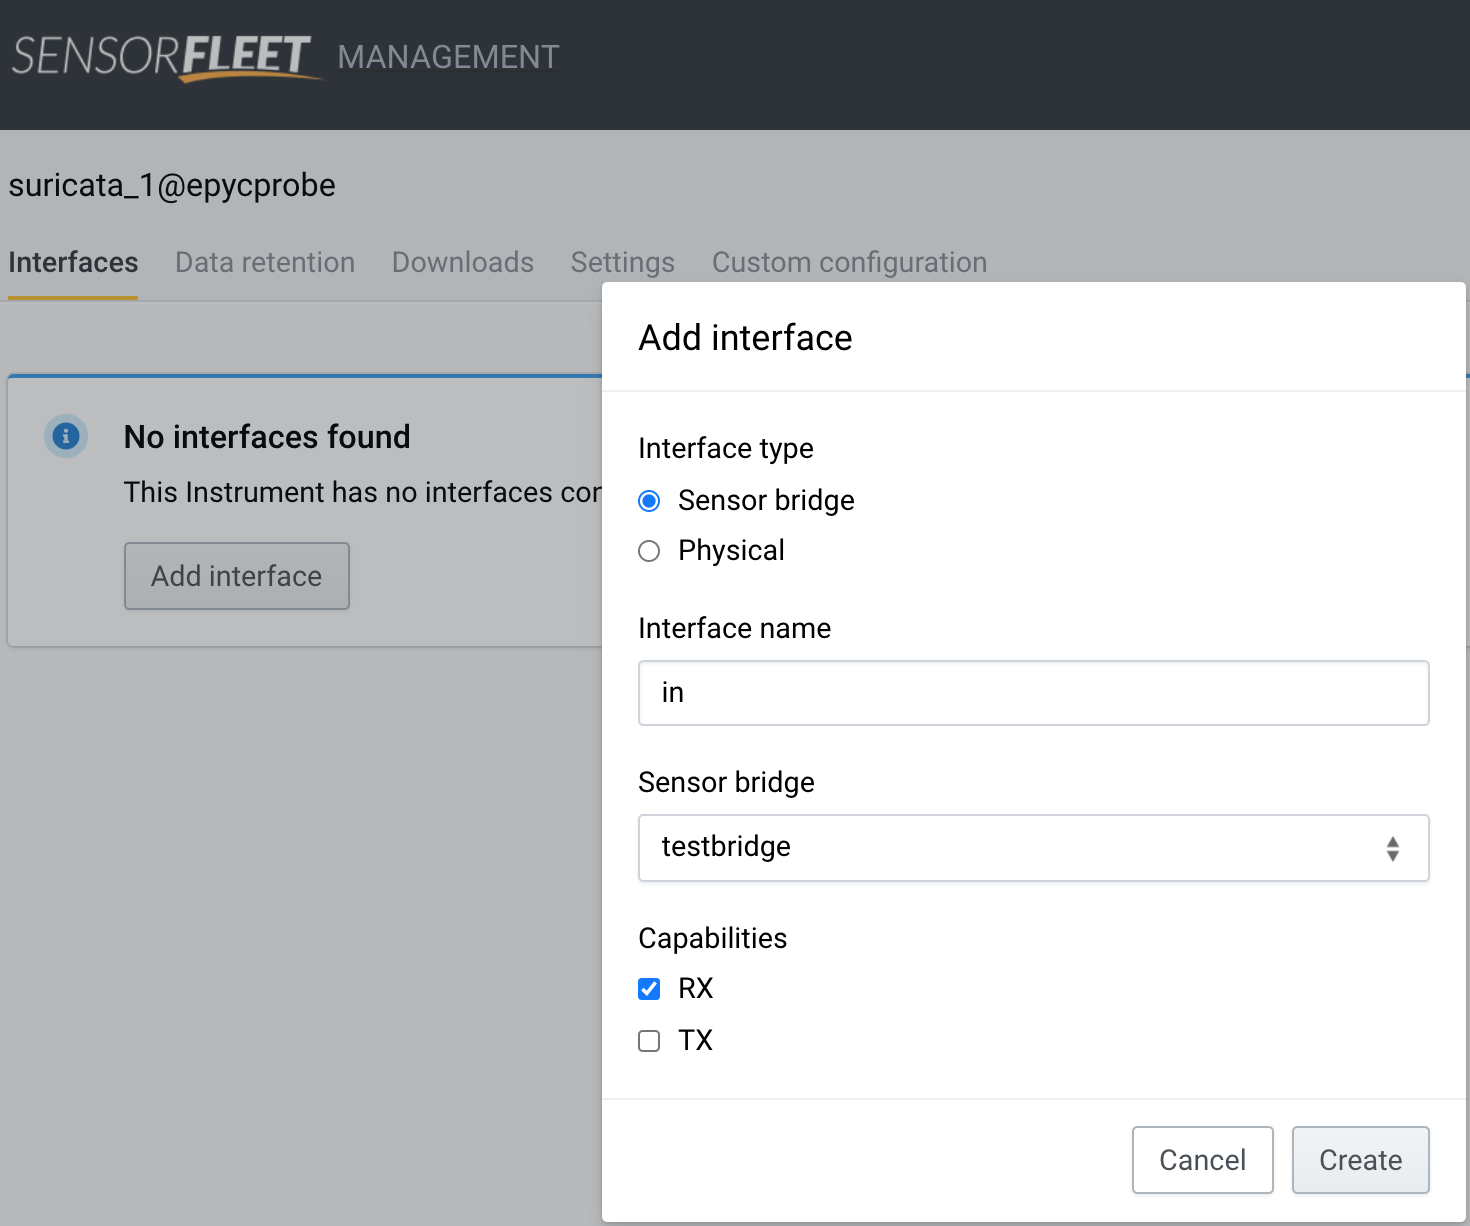 SENSORFLEET MANAGEMENT
suricata_1@epycprobe
Interfaces Data retention Downloads Settings Custom configuration
No interfaces found
This Instrument has no interfaces
Add interface
Add interface
Interface type
Sensor bridge
Physical
Interface name
in
Sensor bridge
testbridge
Capabilities
RX
TX
Cancel Create